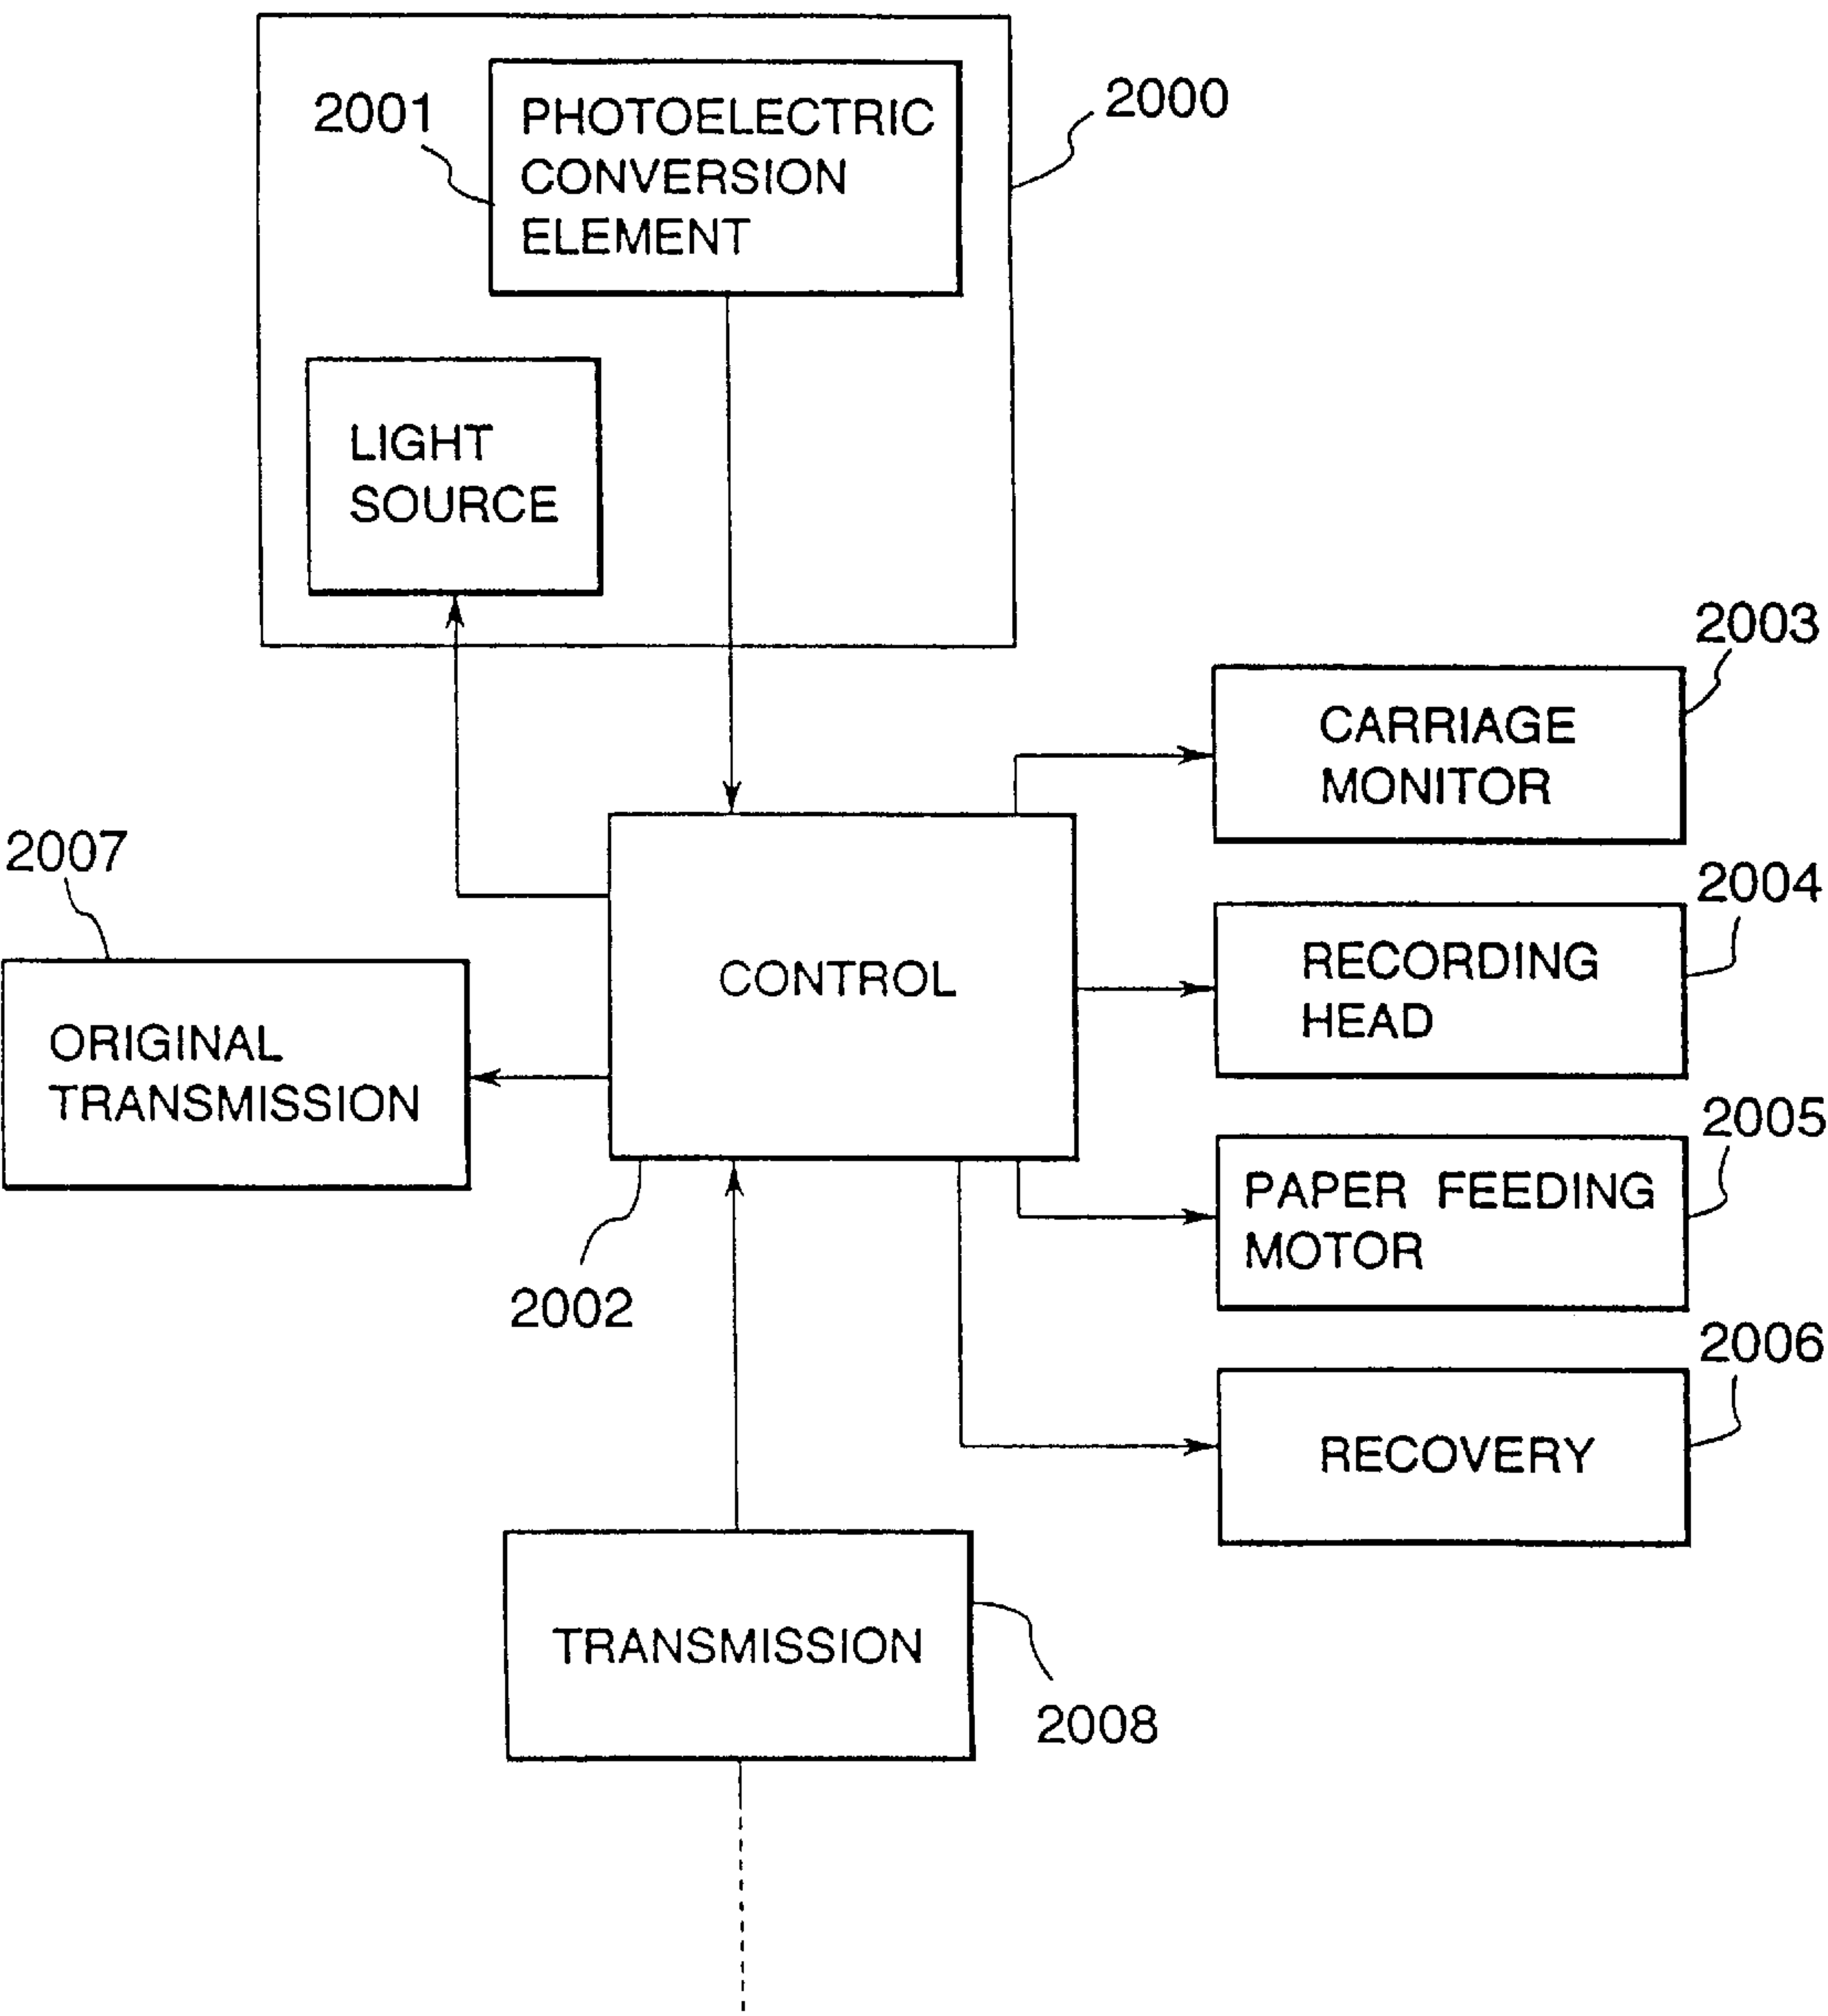 2001
PHOTOELECTRIC
CONVERSION
ELEMENT
2000
LIGHT
SOURCE
2003
CARRIAGE
MONITOR
2007
2004
ORIGINAL
TRANSMISSION
CONTROL
RECORDING
HEAD
2005
PAPER FEEDING
MOTOR
2002
2006
RECOVERY
TRANSMISSION
2008